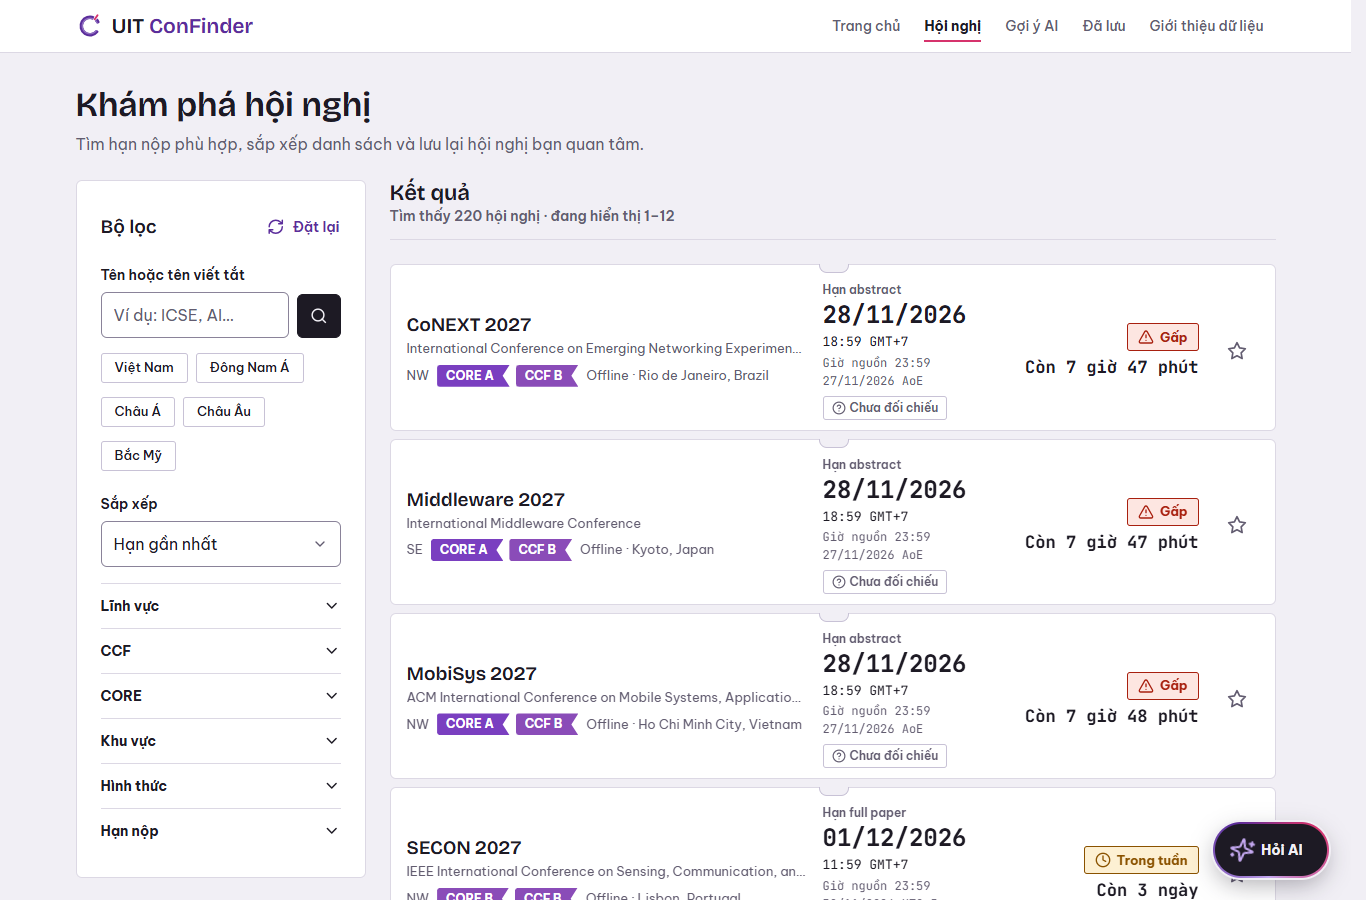 UIT ConFinder
Trang chủ
Hội nghị
Gợi ý AI
Đã lưu
Giới thiệu dữ liệu
Khám phá hội nghị
Tìm hạn nộp phù hợp, sắp xếp danh sách và lưu lại hội nghị bạn quan tâm.
Bộ lọc
Đặt lại
Tên hoặc tên viết tắt
Ví dụ: ICSE, AI...
Việt Nam
Đông Nam Á
Châu Á
Châu Âu
Bắc Mỹ
Sắp xếp
Hạn gần nhất
Lĩnh vực
CCF
CORE
Khu vực
Hình thức
Hạn nộp
Kết quả
Tìm thấy 220 hội nghị · đang hiển thị 1–12
CoNEXT 2027
International Conference on Emerging Networking Experimen...
NW CORE A CCF B Offline · Rio de Janeiro, Brazil
Hạn abstract
28/11/2026
18:59 GMT+7
Giờ nguồn 23:59
27/11/2026 AoE
Chưa đối chiếu
Gấp
Còn 7 giờ 47 phút
Middleware 2027
International Middleware Conference
SE CORE A CCF B Offline · Kyoto, Japan
Hạn abstract
28/11/2026
18:59 GMT+7
Giờ nguồn 23:59
27/11/2026 AoE
Chưa đối chiếu
Gấp
Còn 7 giờ 47 phút
MobiSys 2027
ACM International Conference on Mobile Systems, Applicatio...
NW CORE A CCF B Offline · Ho Chi Minh City, Vietnam
Hạn abstract
28/11/2026
18:59 GMT+7
Giờ nguồn 23:59
27/11/2026 AoE
Chưa đối chiếu
Gấp
Còn 7 giờ 48 phút
SECON 2027
IEEE International Conference on Sensing, Communication, an...
NW CORE B CCF B Offline · Lisbon, Portugal
Hạn full paper
01/12/2026
11:59 GMT+7
Giờ nguồn 23:59
Trong tuần
Còn 3 ngày
Hỏi AI